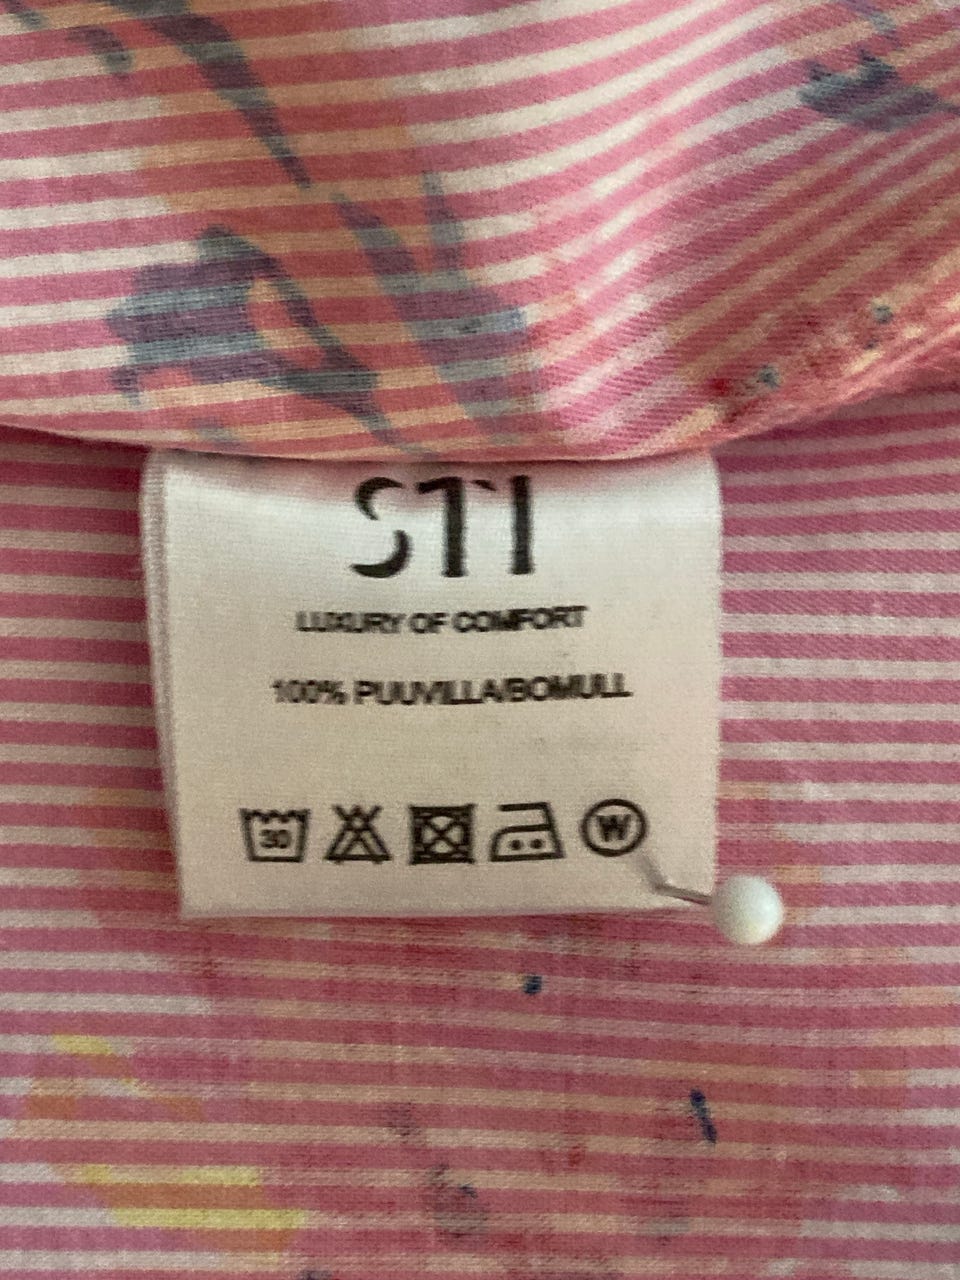 STI
LUXURY OF COMFORT
100% PUUVILLA/BOMULL
30
W